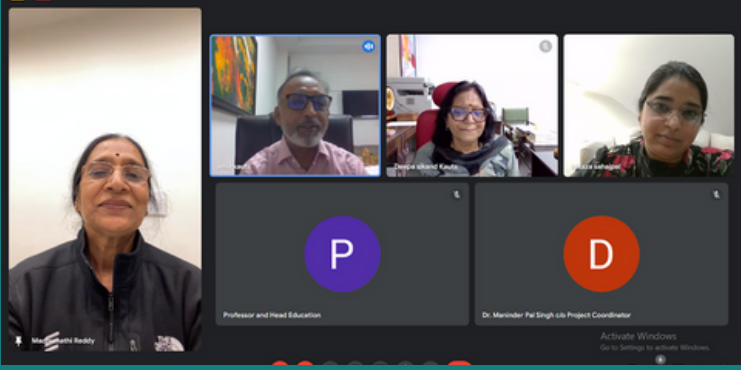 Deepa sikand Kauts
P
D
Reddy
Professor and Head Education
Dr. Maninder Pal Singh c/o Project Coordinator
Activate Windows
Go to Settings to activate Windows.